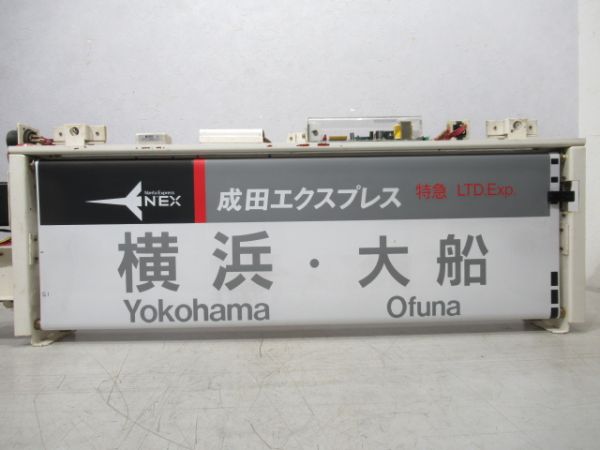 Narita Express
NEX
成田エクスプレス 特急 LTD.Exp.
横浜・大船
Yokohama Ofuna